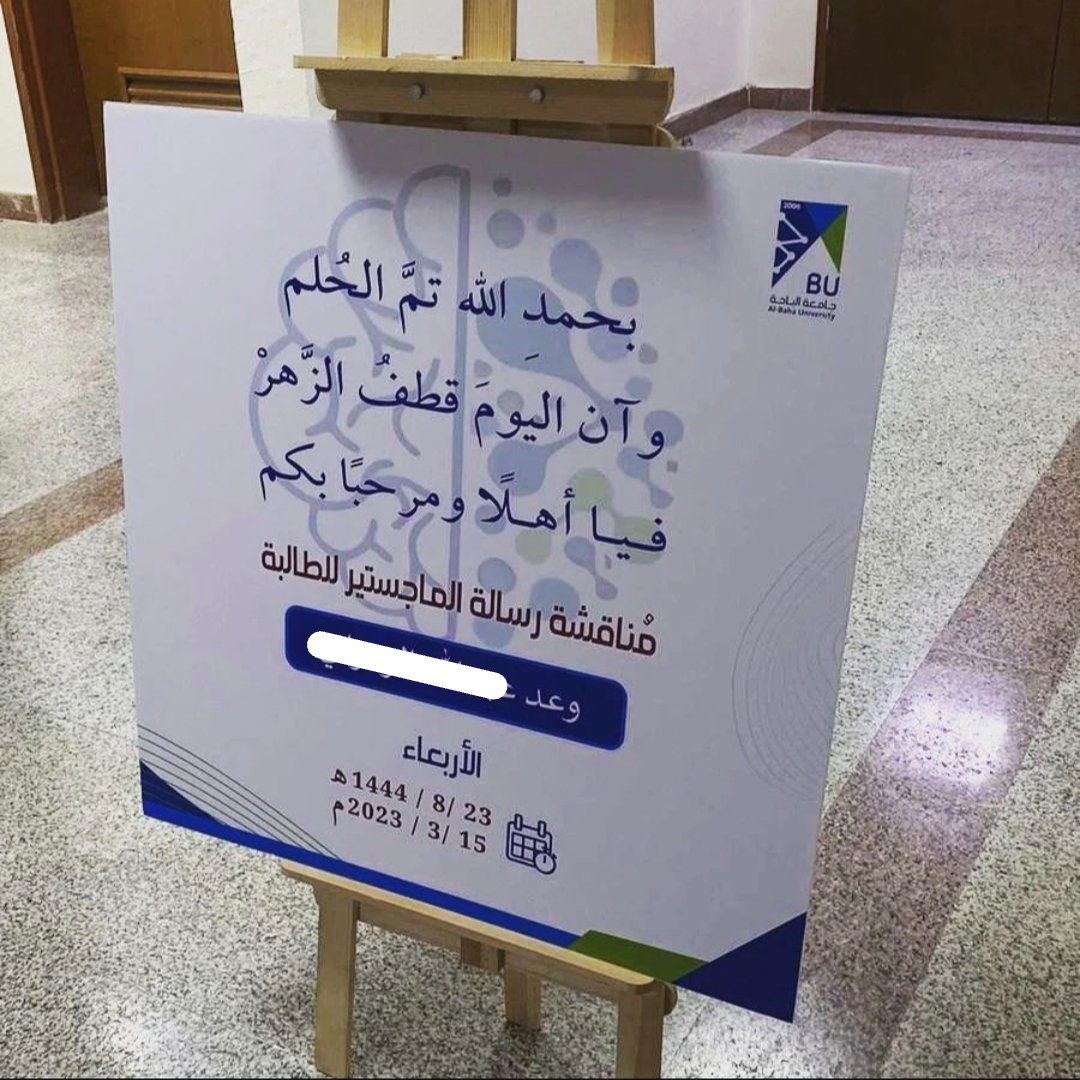 2006
BU
جامعة الباحة
Al-Baha University
بحمدِ الله تمَّ الحُلم
وآن اليومَ قطفُ الزَّهرْ
فيا أهلًا ومرحبًا بكم
مُناقشة رسالة الماجستير للطالبة
وعد
الأربعاء
23 / 8 / 1444هـ
15 / 3 / 2023م